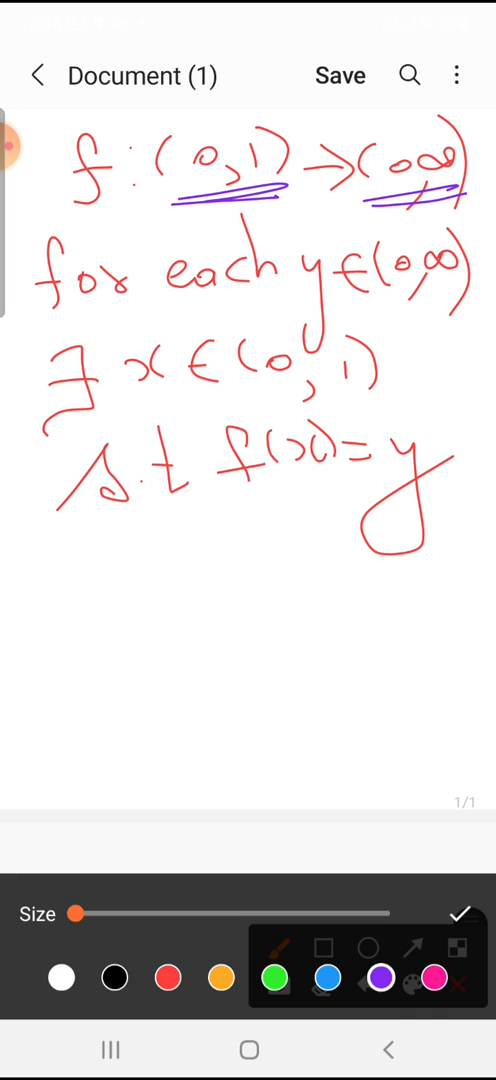 Document (1) Save
f : (0,1) → (0,∞)
for each y ∈ (0,∞)
∃ x ∈ (0,1)
s.t f(x) = y
1/1
Size